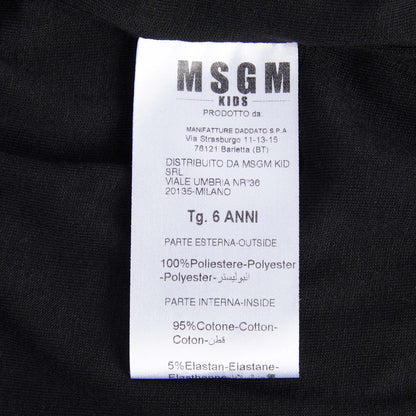 MSGM
KIDS
PRODOTTO da:
MANIFATTURE DADDATO S.P.A
Via Strasburgo 11-13-15
76121 Barletta (BT)
DISTRIBUITO DA MSGM KID
SRL
VIALE UMBRIA NR°36
20135-MILANO
Tg. 6 ANNI
PARTE ESTERNA-OUTSIDE
100%Poliestere-Polyester
-Polyester-انبوليستر
PARTE INTERNA-INSIDE
95%Cotone-Cotton-
Coton-قطن
5%Elastan-Elastane-